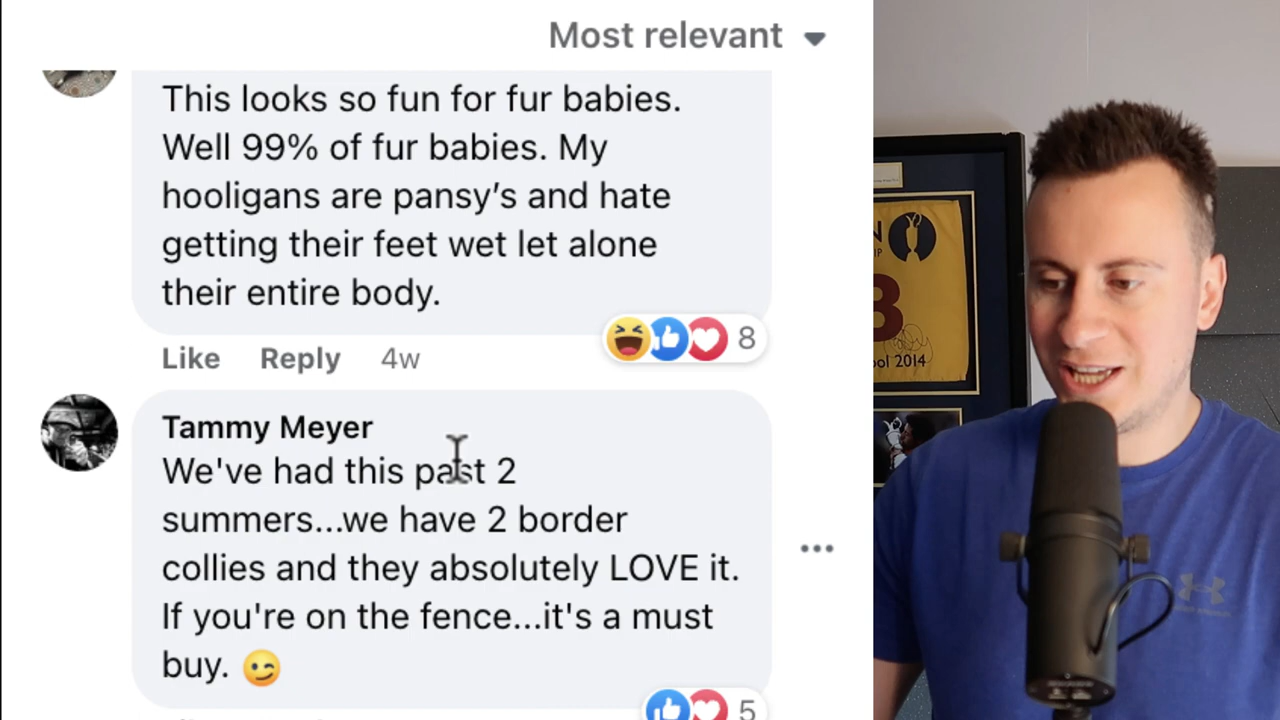 Most relevant
This looks so fun for fur babies.
Well 99% of fur babies. My
hooligans are pansy’s and hate
getting their feet wet let alone
their entire body.
8
Like Reply 4w
Tammy Meyer
We've had this past 2
summers...we have 2 border
collies and they absolutely LOVE it.
If you're on the fence...it's a must
buy. 😉
5
N
8
ool 2014